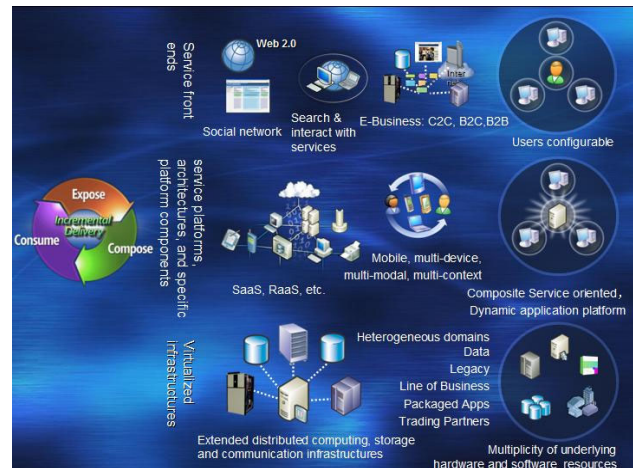 Service front
ends
Web 2.0
Social network
Search &
interact with
services
Inter
net
E-Business: C2C, B2C,B2B
Users configurable
Expose
Incremental
Delivery
Consume
Compose
service platforms,
architectures, and specific
platform components
SaaS, RaaS, etc.
Mobile, multi-device,
multi-modal, multi-context
Composite Service oriented,
Dynamic application platform
Virtualized
infrastructures
Extended distributed computing, storage
and communication infrastructures
Heterogeneous domains
Data
Legacy
Line of Business
Packaged Apps
Trading Partners
Multiplicity of underlying
hardware and software resources